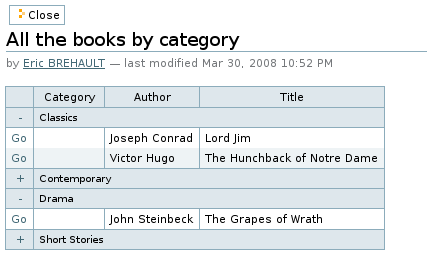 Close
All the books by category
by Eric BREHAULT — last modified Mar 30, 2008 10:52 PM
Category Author Title
- Classics
Go Joseph Conrad Lord Jim
Go Victor Hugo The Hunchback of Notre Dame
+ Contemporary
- Drama
Go John Steinbeck The Grapes of Wrath
+ Short Stories